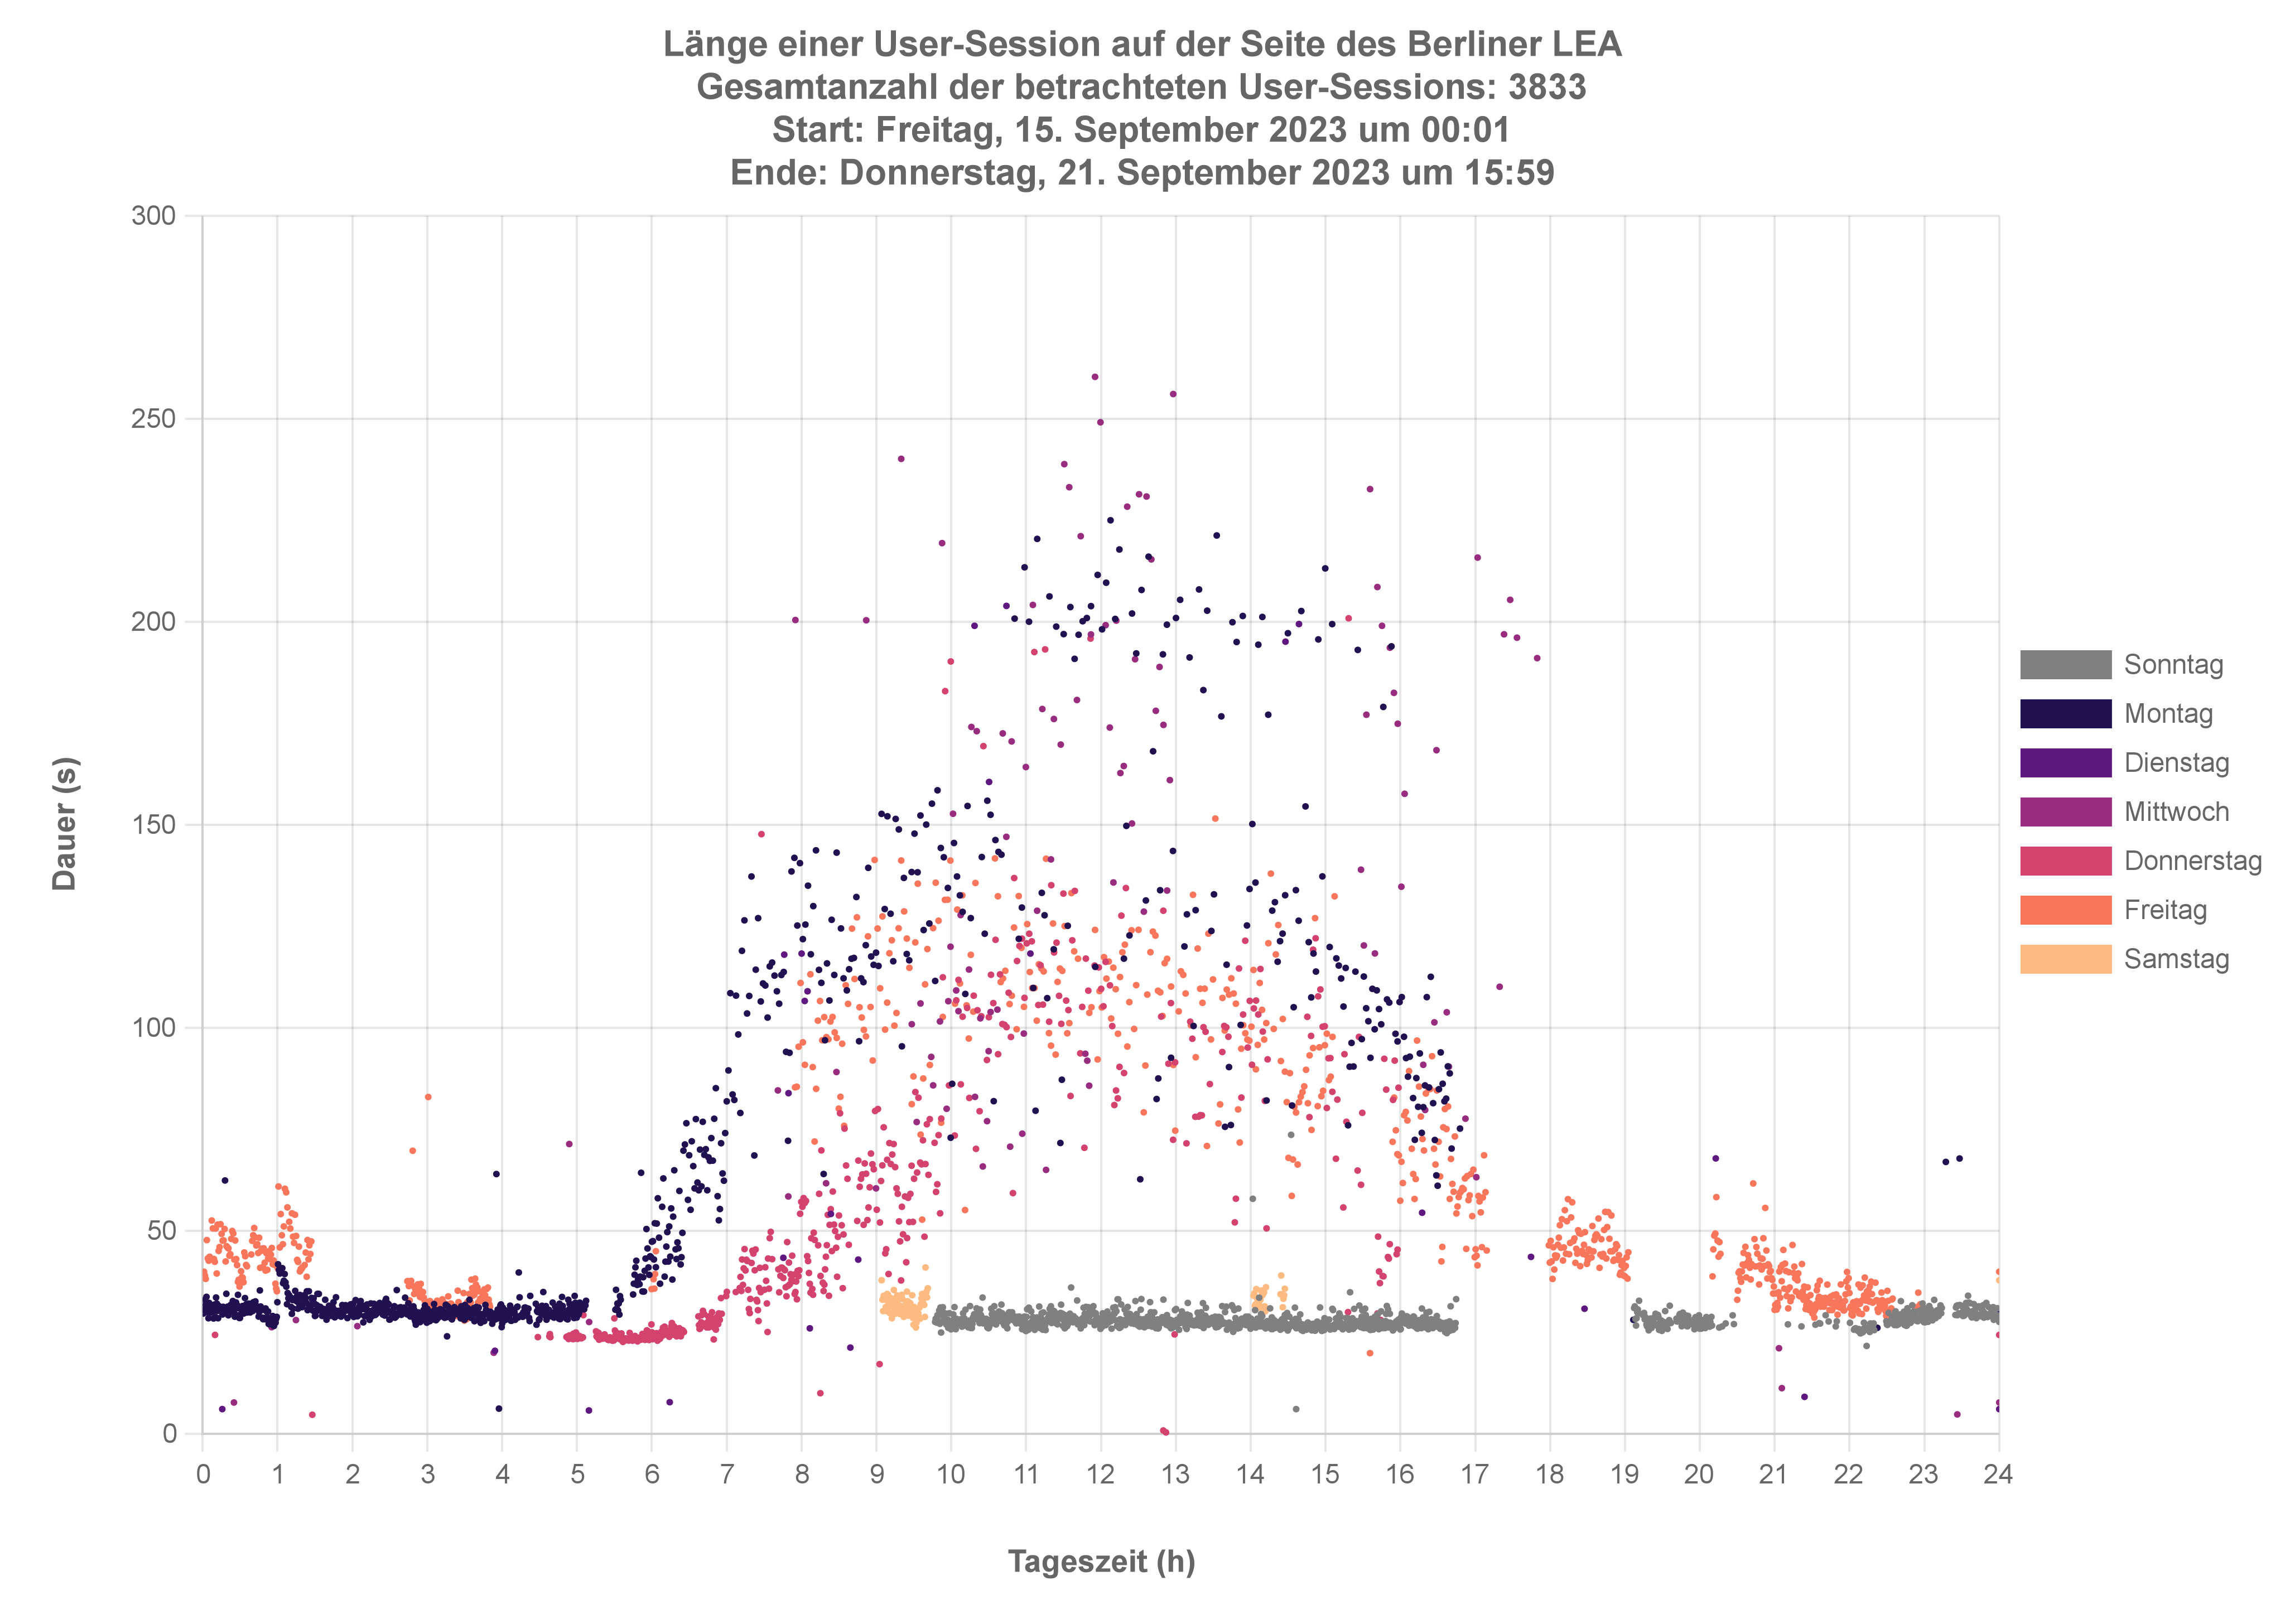 Länge einer User-Session auf der Seite des Berliner LEA
Gesamtanzahl der betrachteten User-Sessions: 3833
Start: Freitag, 15. September 2023 um 00:01
Ende: Donnerstag, 21. September 2023 um 15:59
300
250
200
150
100
50
0
Dauer (s)
0 1 2 3 4 5 6 7 8 9 10 11 12 13 14 15 16 17 18 19 20 21 22 23 24
Tageszeit (h)
Sonntag
Montag
Dienstag
Mittwoch
Donnerstag
Freitag
Samstag